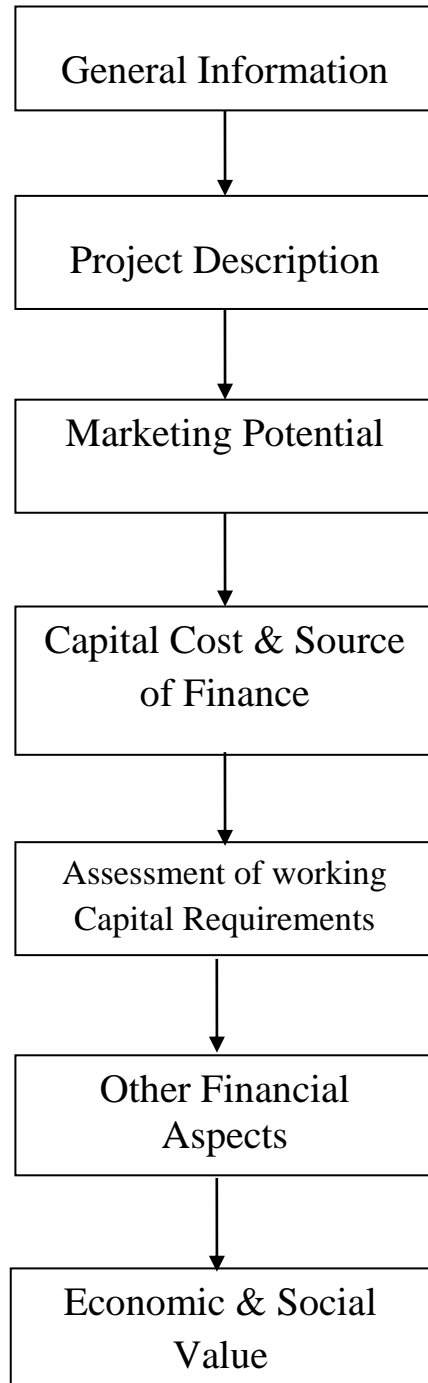 General Information
Project Description
Marketing Potential
Capital Cost & Source
of Finance
Assessment of working
Capital Requirements
Other Financial
Aspects
Economic & Social
Value